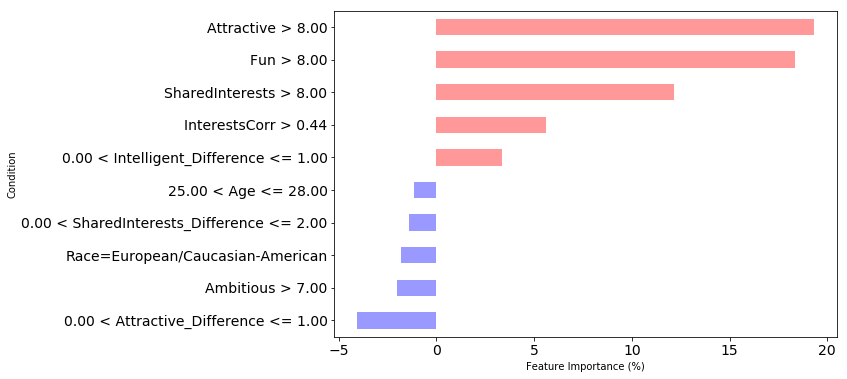 Attractive > 8.00
Fun > 8.00
SharedInterests > 8.00
InterestsCorr > 0.44
0.00 < Intelligent_Difference <= 1.00
25.00 < Age <= 28.00
0.00 < SharedInterests_Difference <= 2.00
Race=European/Caucasian-American
Ambitious > 7.00
0.00 < Attractive_Difference <= 1.00
Condition
−5 0 5 10 15 20
Feature Importance (%)